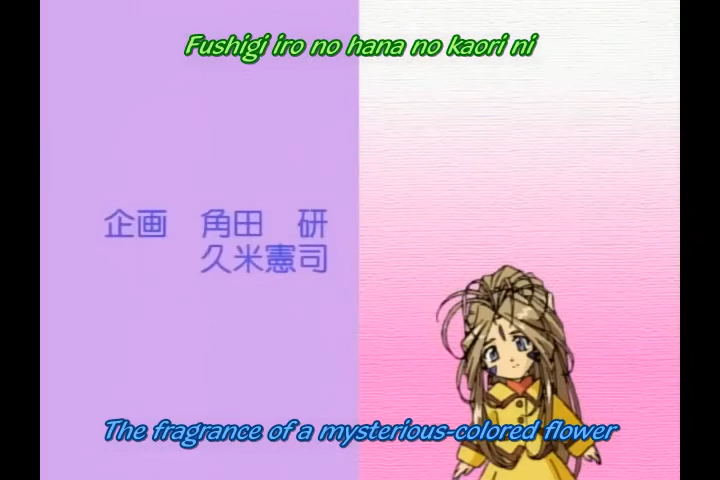 Fushigi iro no hana no kaori ni
企画　角田　研
久米憲司
The fragrance of a mysterious-colored flower